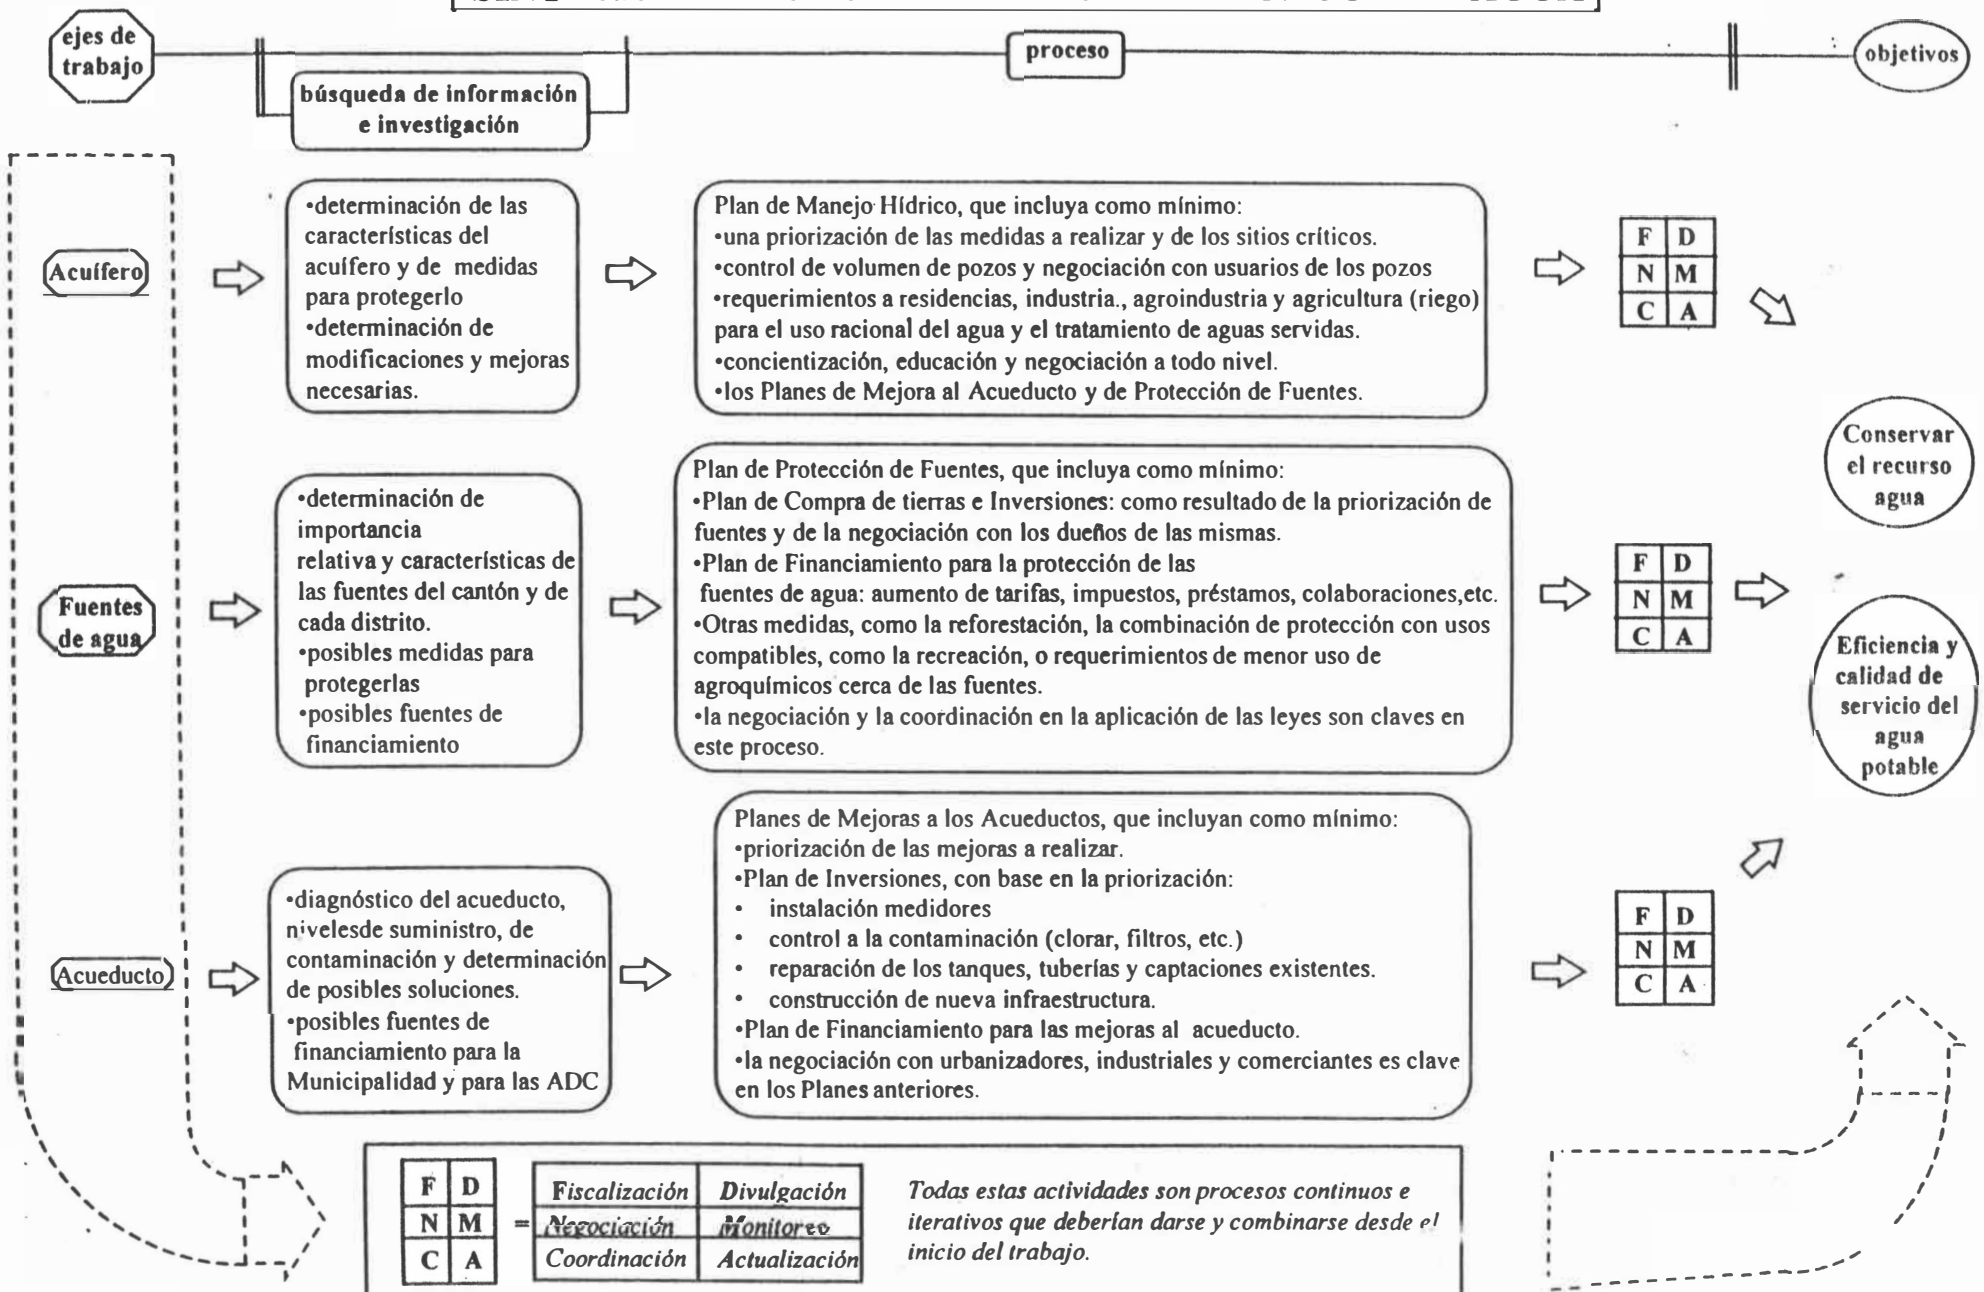 ejes de
trabajo
proceso
objetivos
búsqueda de información
e investigación
Acuífero
•determinación de las
características del
acuífero y de medidas
para protegerlo
•determinación de
modificaciones y mejoras
necesarias.
Plan de Manejo Hídrico, que incluya como mínimo:
•una priorización de las medidas a realizar y de los sitios críticos.
•control de volumen de pozos y negociación con usuarios de los pozos
•requerimientos a residencias, industria., agroindustria y agricultura (riego)
para el uso racional del agua y el tratamiento de aguas servidas.
•concientización, educación y negociación a todo nivel.
•los Planes de Mejora al Acueducto y de Protección de Fuentes.
F D
N M
C A
Fuentes
de agua
•determinación de
importancia
relativa y características de
las fuentes del cantón y de
cada distrito.
•posibles medidas para
protegerlas
•posibles fuentes de
financiamiento
Plan de Protección de Fuentes, que incluya como mínimo:
•Plan de Compra de tierras e Inversiones: como resultado de la priorización de
fuentes y de la negociación con los dueños de las mismas.
•Plan de Financiamiento para la protección de las
fuentes de agua: aumento de tarifas, impuestos, préstamos, colaboraciones,etc.
•Otras medidas, como la reforestación, la combinación de protección con usos
compatibles, como la recreación, o requerimientos de menor uso de
agroquímicos cerca de las fuentes.
•la negociación y la coordinación en la aplicación de las leyes son claves en
este proceso.
F D
N M
C A
Conservar
el recurso
agua
Eficiencia y
calidad de
servicio del
agua
potable
Acueducto
•diagnóstico del acueducto,
nivelesde suministro, de
contaminación y determinación
de posibles soluciones.
•posibles fuentes de
financiamiento para la
Municipalidad y para las ADC
Planes de Mejoras a los Acueductos, que incluyan como mínimo:
•priorización de las mejoras a realizar.
•Plan de Inversiones, con base en la priorización:
• instalación medidores
• control a la contaminación (clorar, filtros, etc.)
• reparación de los tanques, tuberías y captaciones existentes.
• construcción de nueva infraestructura.
•Plan de Financiamiento para las mejoras al acueducto.
•la negociación con urbanizadores, industriales y comerciantes es clave
en los Planes anteriores.
F D
N M
C A
F D
N M
C A
=
Fiscalización Divulgación
Negociación Monitoreo
Coordinación Actualización
Todas estas actividades son procesos continuos e
iterativos que deberían darse y combinarse desde el
inicio del trabajo.